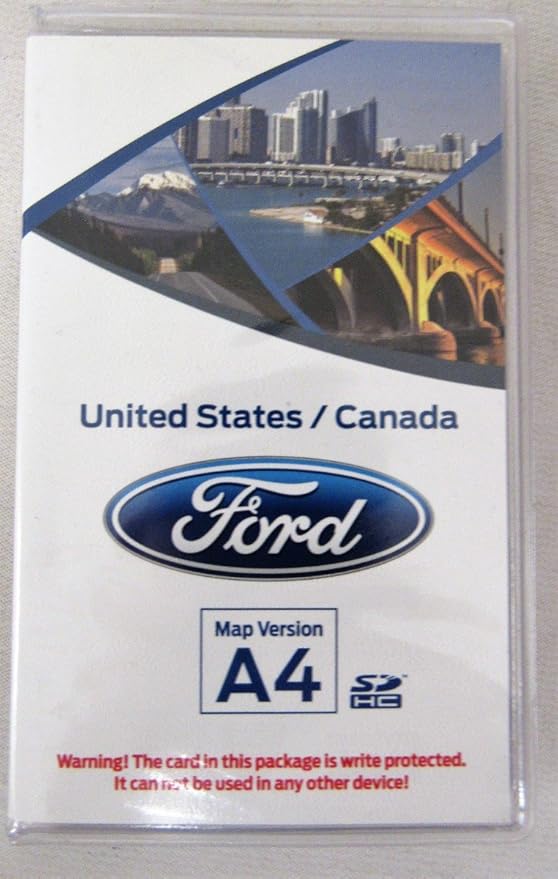 United States / Canada
Ford
Map Version
A4
SD™
HC
Warning! The card in this package is write protected.
It can not be used in any other device!